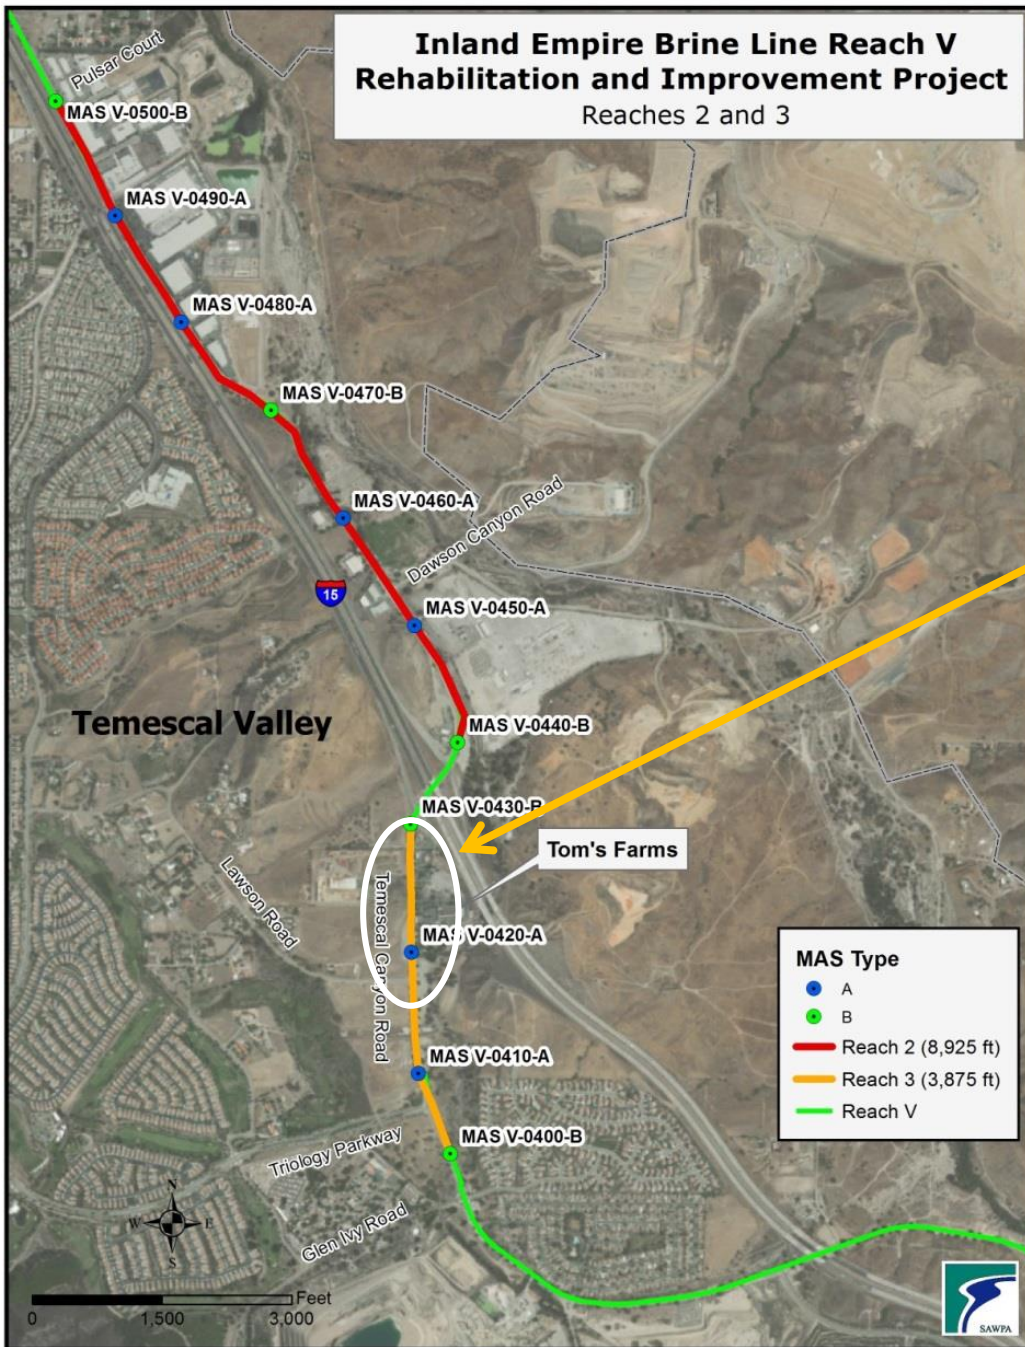 Inland Empire Brine Line Reach V
Rehabilitation and Improvement Project
Reaches 2 and 3
Pulsar Court
MAS V-0500-B
MAS V-0490-A
MAS V-0480-A
MAS V-0470-B
MAS V-0460-A
Dawson Canyon Road
15
MAS V-0450-A
Temescal Valley
MAS V-0440-B
MAS V-0430-B
Tom's Farms
Lawson Road
Temescal Canyon Road
MAS V-0420-A
MAS V-0410-A
Triology Parkway
MAS V-0400-B
Glen Ivy Road
MAS Type
A
B
Reach 2 (8,925 ft)
Reach 3 (3,875 ft)
Reach V
N
W E
S
Feet
0 1,500 3,000
SAWPA